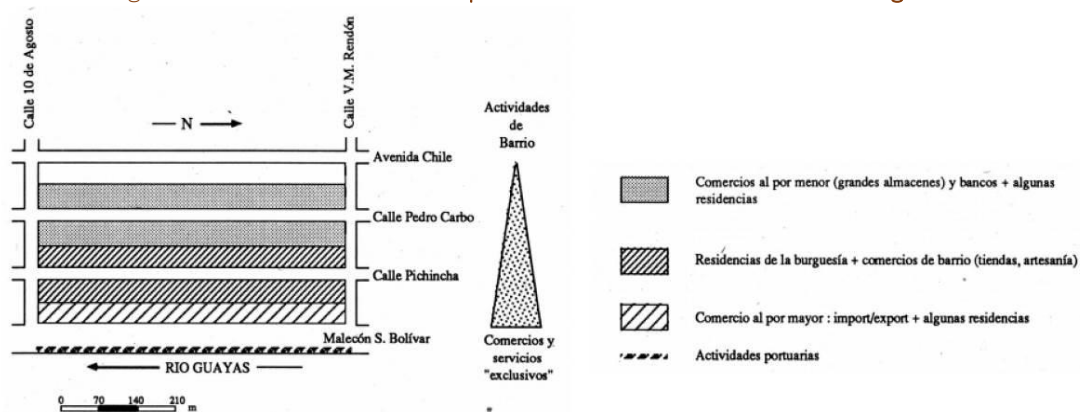 Calle 10 de Agosto
Calle V.M. Rendón
N
Avenida Chile
Calle Pedro Carbo
Calle Pichincha
Malecón S. Bolívar
RIO GUAYAS
0 70 140 210 m
Actividades
de
Barrio
Comercios y
servicios
"exclusivos"
Comercios al por menor (grandes almacenes) y bancos + algunas
residencias
Residencias de la burguesía + comercios de barrio (tiendas, artesanía)
Comercio al por mayor : import/export + algunas residencias
Actividades portuarias